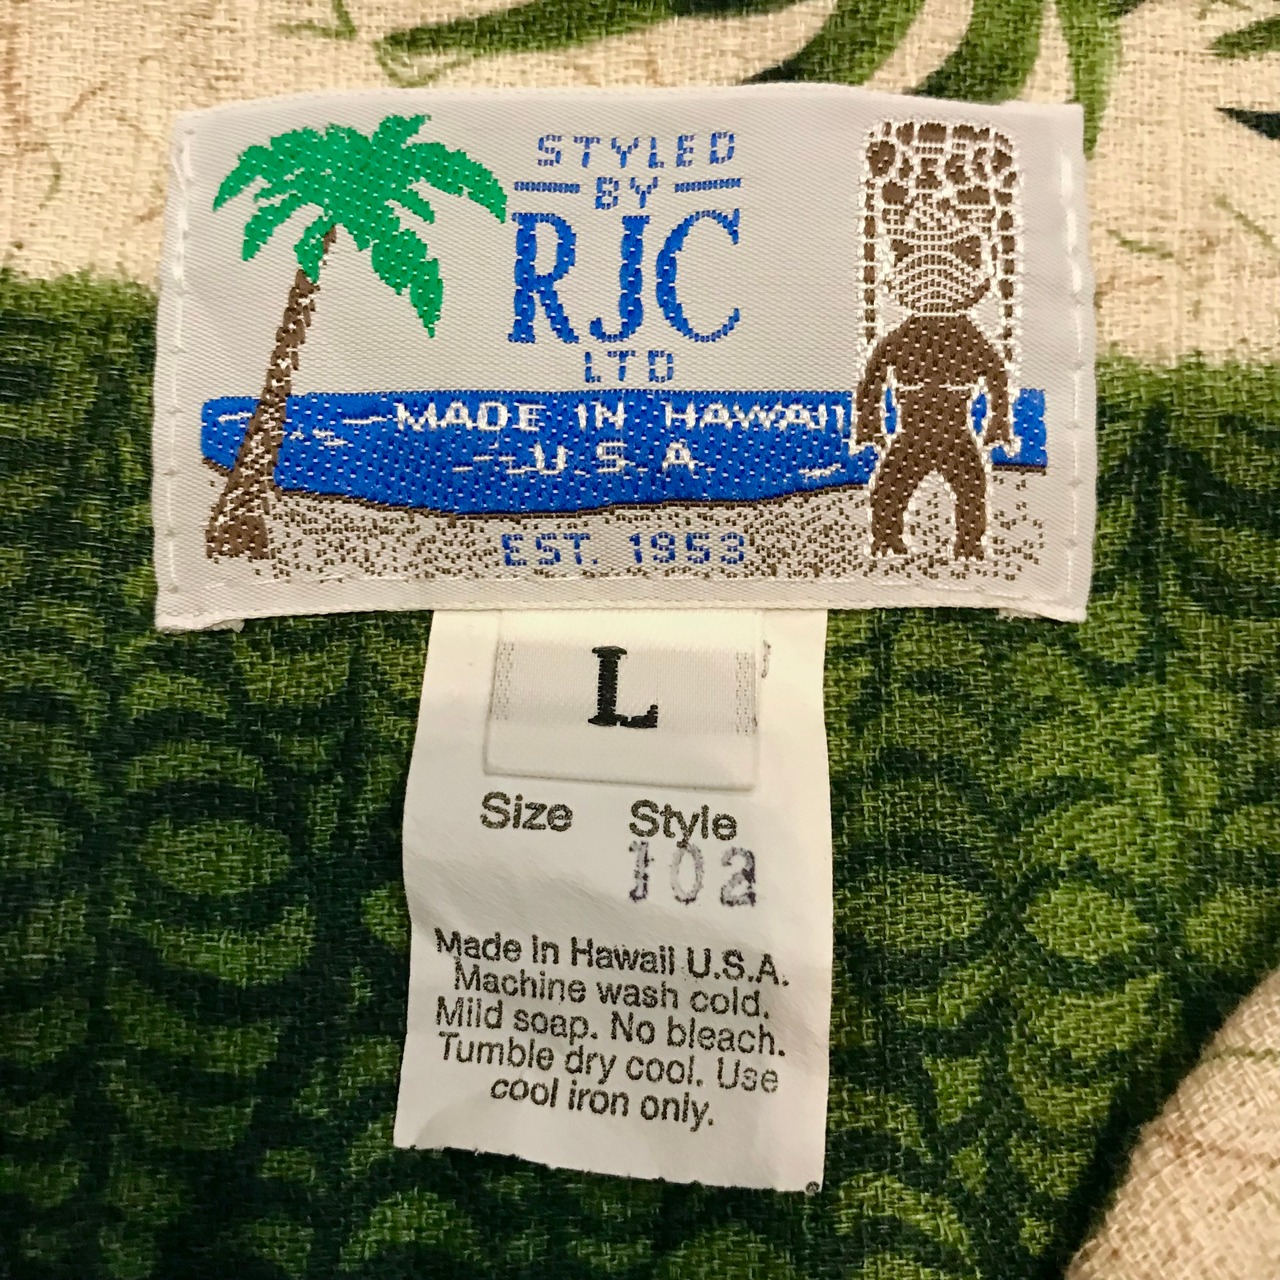 STYLED
BY
RJC
LTD
MADE IN HAWAII
U.S.A.
EST. 1953
L
Size Style
102
Made In Hawaii U.S.A.
Machine wash cold.
Mild soap. No bleach.
Tumble dry cool. Use
cool iron only.